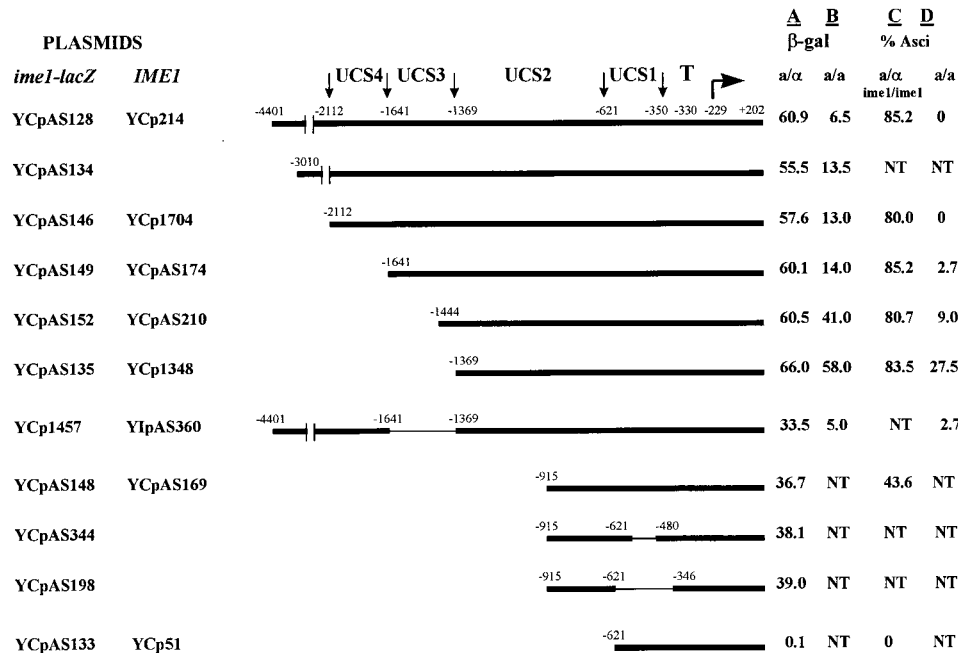 A B C D
PLASMIDS β-gal % Asci
ime1-lacZ IME1 UCS4 UCS3 UCS2 UCS1 T a/α a/a a/α a/a
ime1/ime1
-4401 -2112 -1641 -1369 -621 -350 -330 -229 +202
YCpAS128 YCp214 60.9 6.5 85.2 0
-3010
YCpAS134 55.5 13.5 NT NT
-2112
YCpAS146 YCp1704 57.6 13.0 80.0 0
-1641
YCpAS149 YCpAS174 60.1 14.0 85.2 2.7
-1444
YCpAS152 YCpAS210 60.5 41.0 80.7 9.0
-1369
YCpAS135 YCp1348 66.0 58.0 83.5 27.5
-4401 -1641 -1369
YCp1457 YIpAS360 33.5 5.0 NT 2.7
-915
YCpAS148 YCpAS169 36.7 NT 43.6 NT
-915 -621 -480
YCpAS344 38.1 NT NT NT
-915 -621 -346
YCpAS198 39.0 NT NT NT
-621
YCpAS133 YCp51 0.1 NT 0 NT